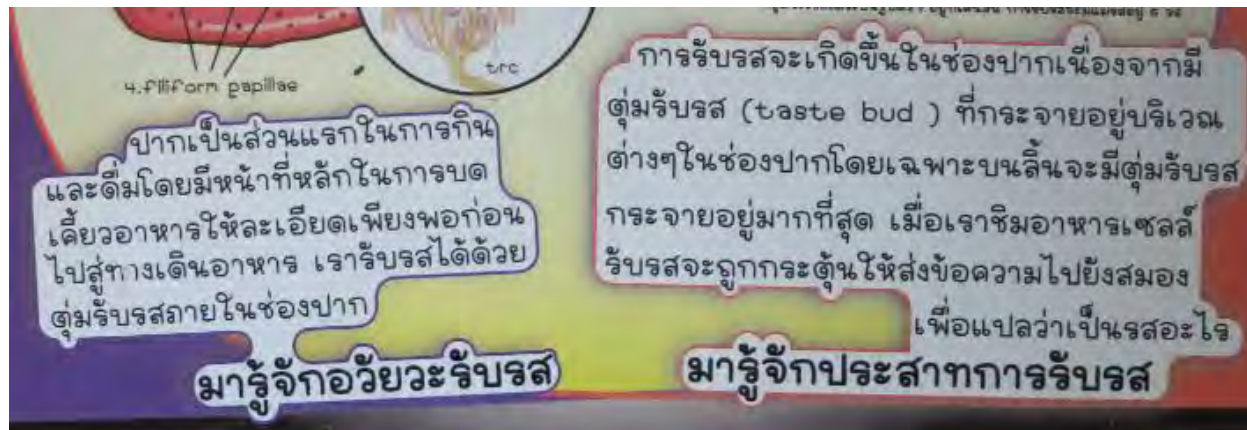 trc
4.filiform papillae
ปากเป็นส่วนแรกในการกิน
และดื่มโดยมีหน้าที่หลักในการบด
เคี้ยวอาหารให้ละเอียดเพียงพอก่อน
ไปสู่ทางเดินอาหาร เรารับรสได้ด้วย
ตุ่มรับรสภายในช่องปาก
มารู้จักอวัยวะรับรส
การรับรสจะเกิดขึ้นในช่องปากเนื่องจากมี
ตุ่มรับรส (taste bud ) ที่กระจายอยู่บริเวณ
ต่างๆในช่องปากโดยเฉพาะบนลิ้นจะมีตุ่มรับรส
กระจายอยู่มากที่สุด เมื่อเราชิมอาหารเซลล์
รับรสจะถูกกระตุ้นให้ส่งข้อความไปยังสมอง
เพื่อแปลว่าเป็นรสอะไร
มารู้จักประสาทการรับรส